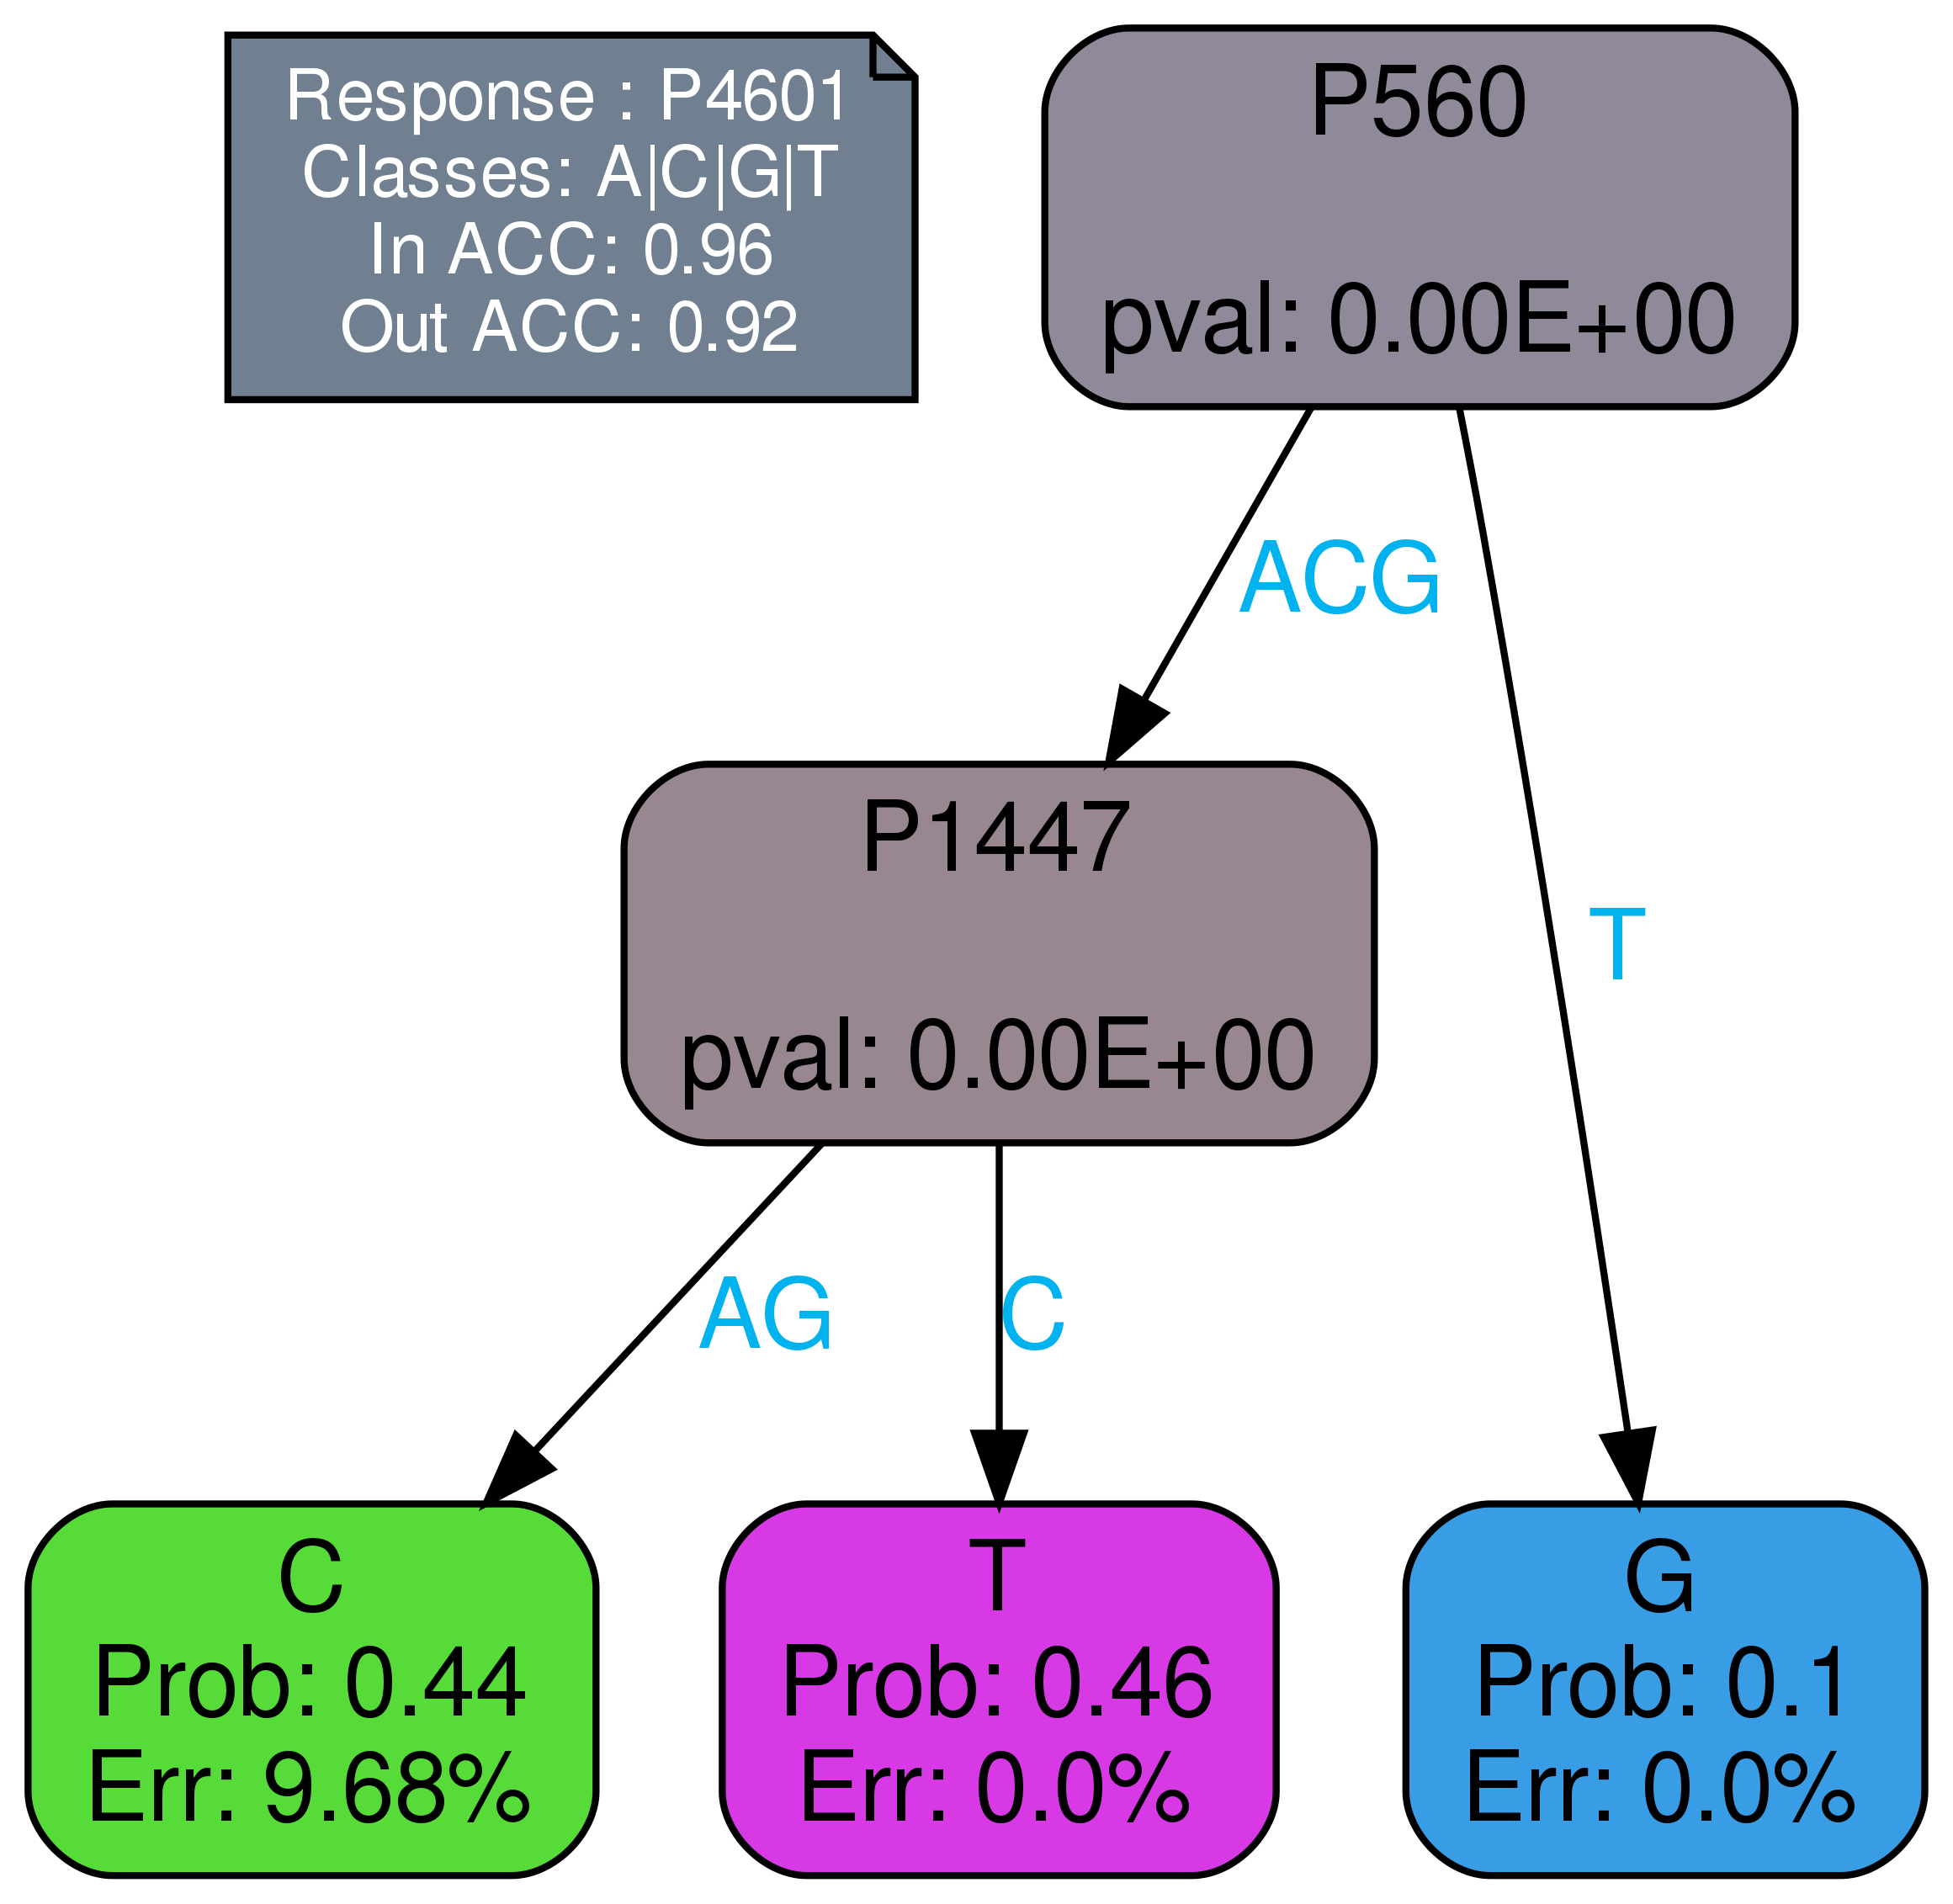 Response : P4601
Classes: A|C|G|T
In ACC: 0.96
Out ACC: 0.92
P560
pval: 0.00E+00
ACG
P1447
pval: 0.00E+00
T
AG
C
C
Prob: 0.44
Err: 9.68%
T
Prob: 0.46
Err: 0.0%
G
Prob: 0.1
Err: 0.0%